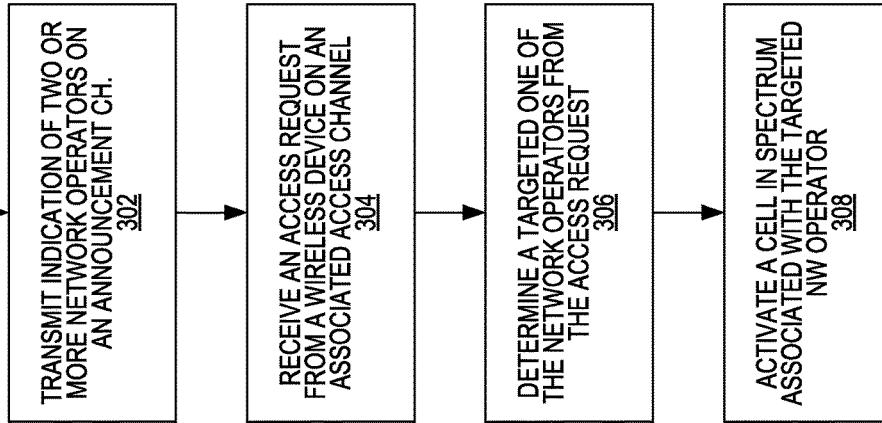 TRANSMIT INDICATION OF TWO OR
MORE NETWORK OPERATORS ON
AN ANNOUNCEMENT CH.
302
RECEIVE AN ACCESS REQUEST
FROM A WIRELESS DEVICE ON AN
ASSOCIATED ACCESS CHANNEL
304
DETERMINE A TARGETED ONE OF
THE NETWORK OPERATORS FROM
THE ACCESS REQUEST
306
ACTIVATE A CELL IN SPECTRUM
ASSOCIATED WITH THE TARGETED
NW OPERATOR
308